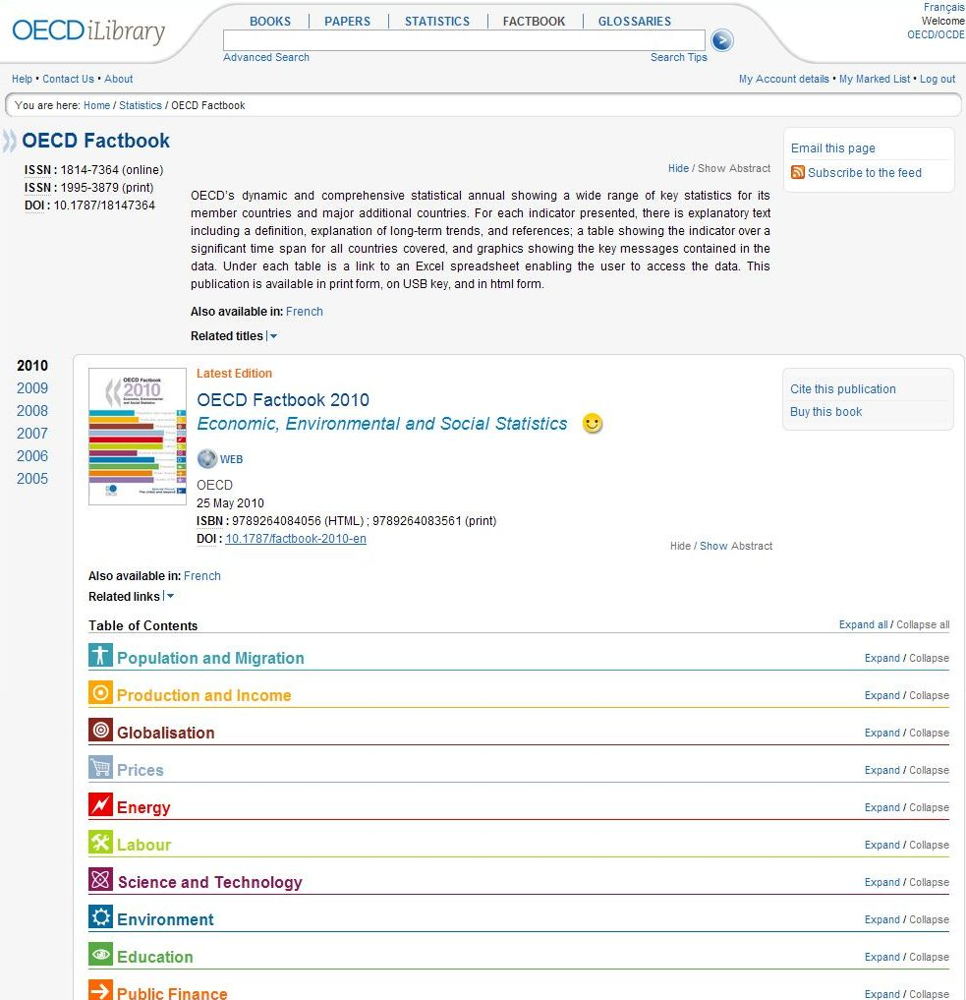 OECD iLibrary
BOOKS PAPERS STATISTICS FACTBOOK GLOSSARIES
Français
Welcome
OECD/OCDE
Advanced Search Search Tips
Help • Contact Us • About
My Account details • My Marked List • Log out
You are here: Home / Statistics / OECD Factbook
OECD Factbook
ISSN : 1814-7364 (online)
ISSN : 1995-3879 (print)
DOI : 10.1787/18147364
Hide / Show Abstract
OECD's dynamic and comprehensive statistical annual showing a wide range of key statistics for its
member countries and major additional countries. For each indicator presented, there is explanatory text
including a definition, explanation of long-term trends, and references; a table showing the indicator over a
significant time span for all countries covered, and graphics showing the key messages contained in the
data. Under each table is a link to an Excel spreadsheet enabling the user to access the data. This
publication is available in print form, on USB key, and in html form.
Also available in: French
Related titles
Email this page
Subscribe to the feed
2010
2009
2008
2007
2006
2005
OECD Factbook
2010
Economic, Environmental
and Social Statistics
Latest Edition
OECD Factbook 2010
Economic, Environmental and Social Statistics
WEB
OECD
25 May 2010
ISBN : 9789264084056 (HTML) ; 9789264083561 (print)
DOI : 10.1787/factbook-2010-en
Hide / Show Abstract
Cite this publication
Buy this book
Also available in: French
Related links
Table of Contents Expand all / Collapse all
Population and Migration Expand / Collapse
Production and Income Expand / Collapse
Globalisation Expand / Collapse
Prices Expand / Collapse
Energy Expand / Collapse
Labour Expand / Collapse
Science and Technology Expand / Collapse
Environment Expand / Collapse
Education Expand / Collapse
Public Finance Expand / Collapse